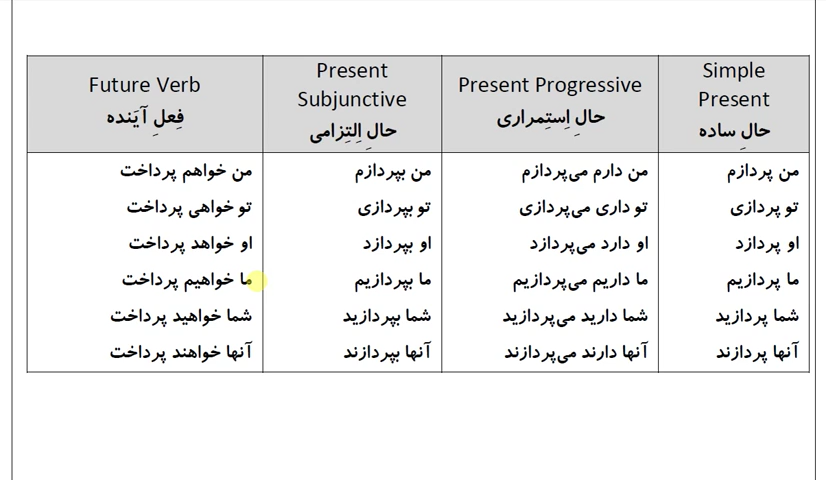 Simple
Present
حالِ ساده
Present Progressive
حالِ اِستِمراری
Present
Subjunctive
حالِ اِلتِزامی
Future Verb
فِعلِ آیَنده
من پردازم
من دارم می‌پردازم
من بپردازم
من خواهم پرداخت
تو پردازی
تو داری می‌پردازی
تو بپردازی
تو خواهی پرداخت
او پردازد
او دارد می‌پردازد
او بپردازد
او خواهد پرداخت
ما پردازیم
ما داریم می‌پردازیم
ما بپردازیم
ما خواهیم پرداخت
شما پردازید
شما دارید می‌پردازید
شما بپردازید
شما خواهید پرداخت
آنها پردازند
آنها دارند می‌پردازند
آنها بپردازند
آنها خواهند پرداخت